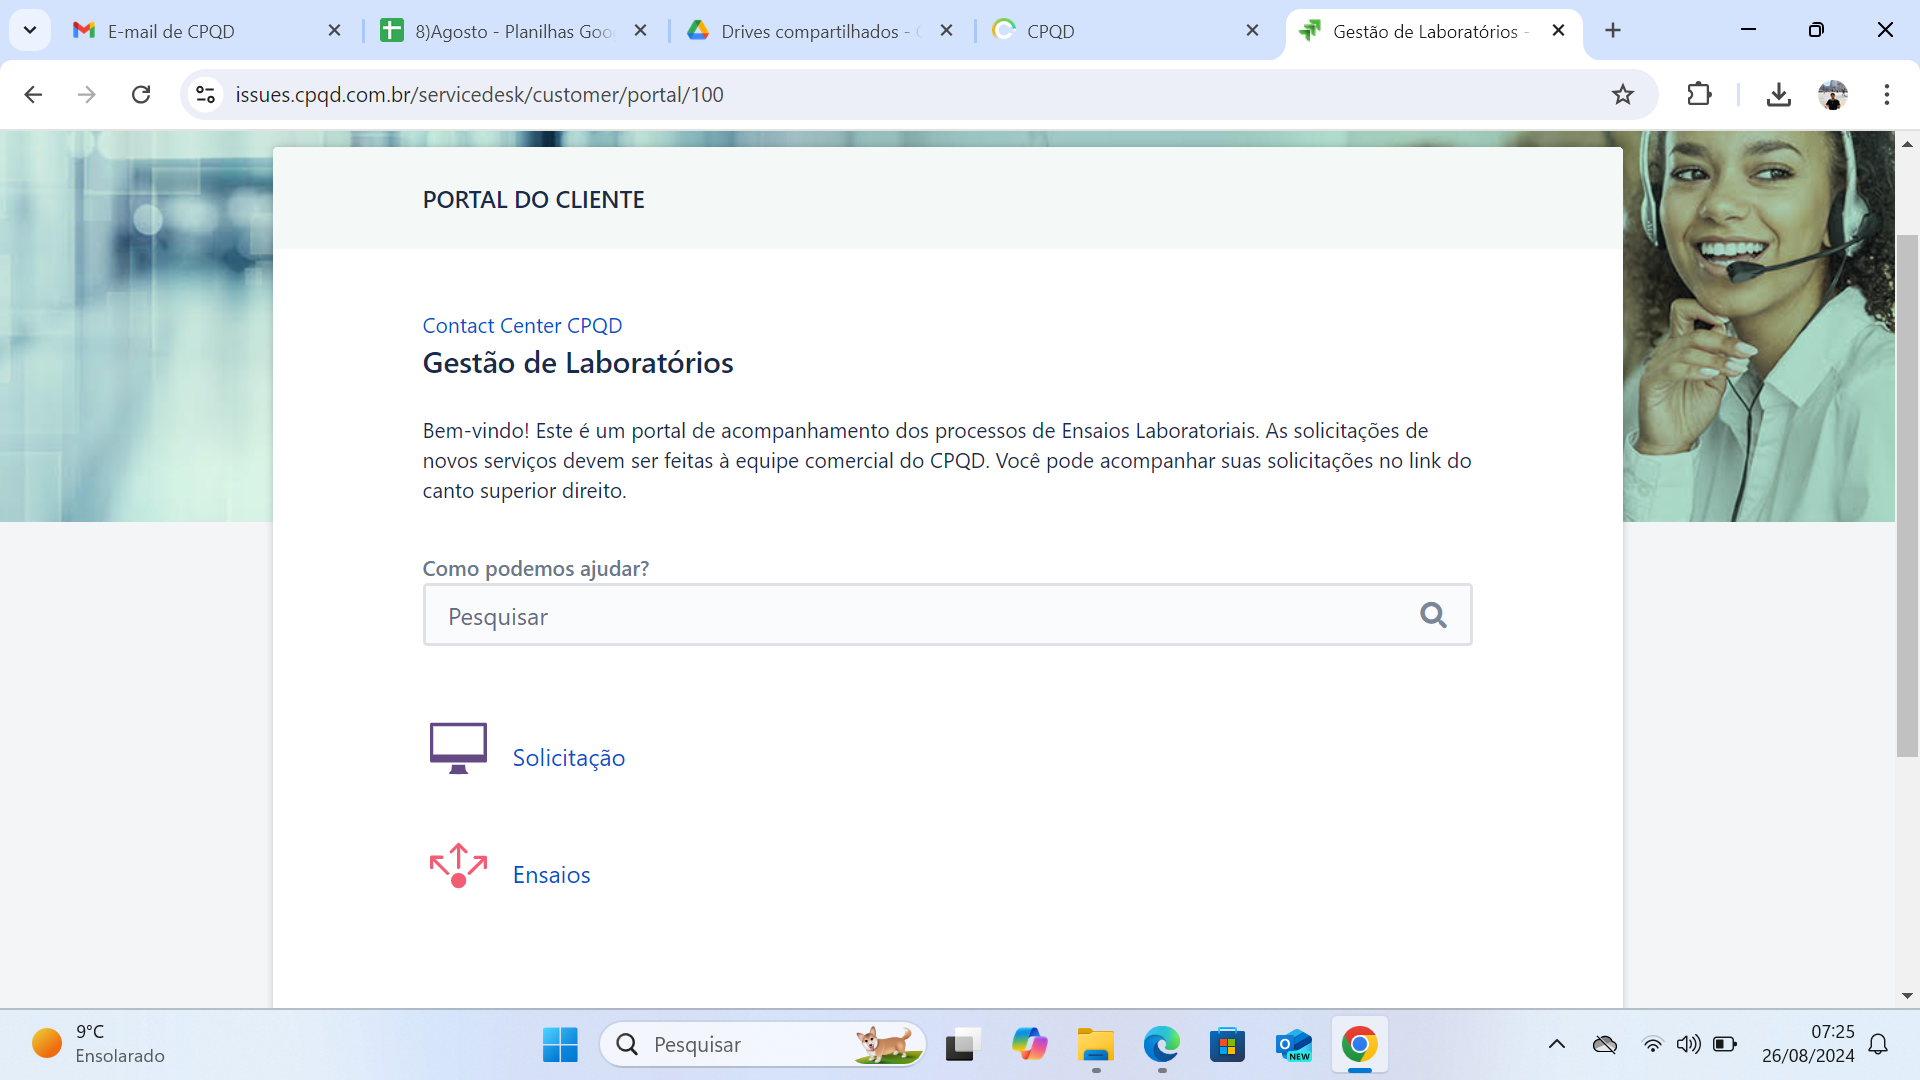 E-mail de CPQD
8)Agosto - Planilhas Goo
Drives compartilhados -
CPQD
Gestão de Laboratórios -
issues.cpqd.com.br/servicedesk/customer/portal/100
PORTAL DO CLIENTE
Contact Center CPQD
Gestão de Laboratórios
Bem-vindo! Este é um portal de acompanhamento dos processos de Ensaios Laboratoriais. As solicitações de
novos serviços devem ser feitas à equipe comercial do CPQD. Você pode acompanhar suas solicitações no link do
canto superior direito.
Como podemos ajudar?
Pesquisar
Solicitação
Ensaios
9°C
Ensolarado
Pesquisar
NEW
07:25
26/08/2024